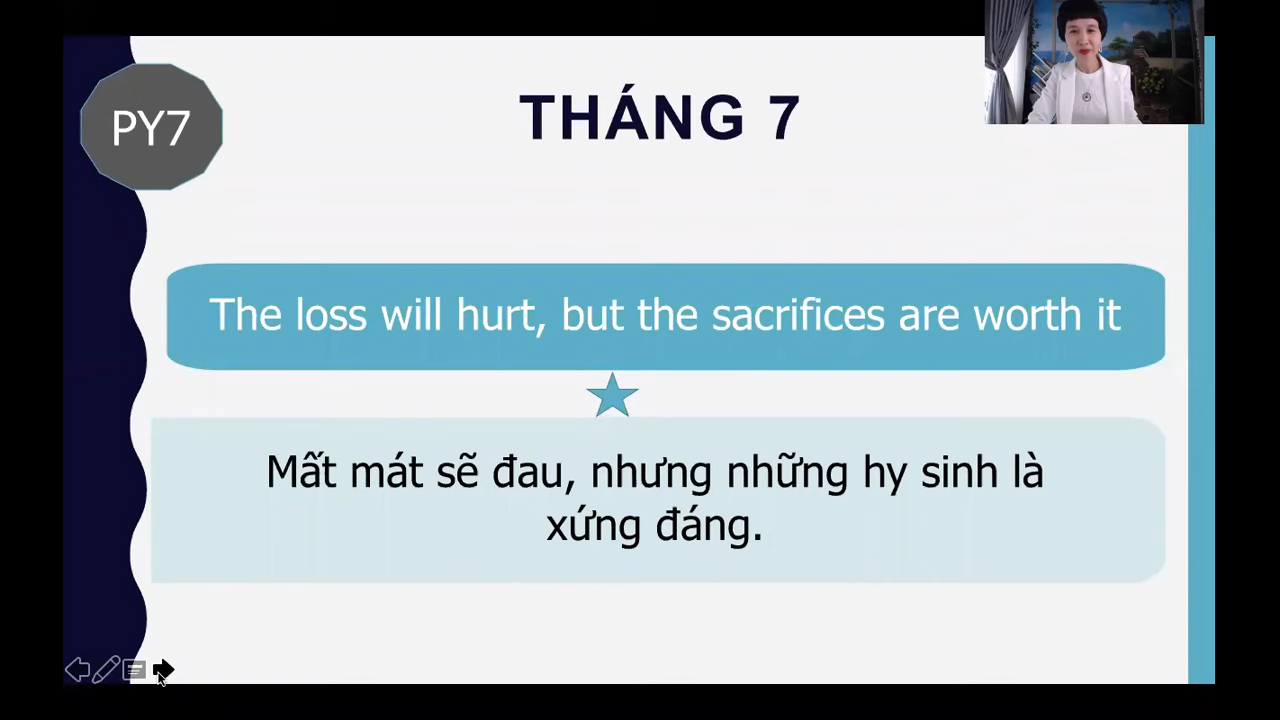 PY7
THÁNG 7
The loss will hurt, but the sacrifices are worth it
Mất mát sẽ đau, nhưng những hy sinh là
xứng đáng.